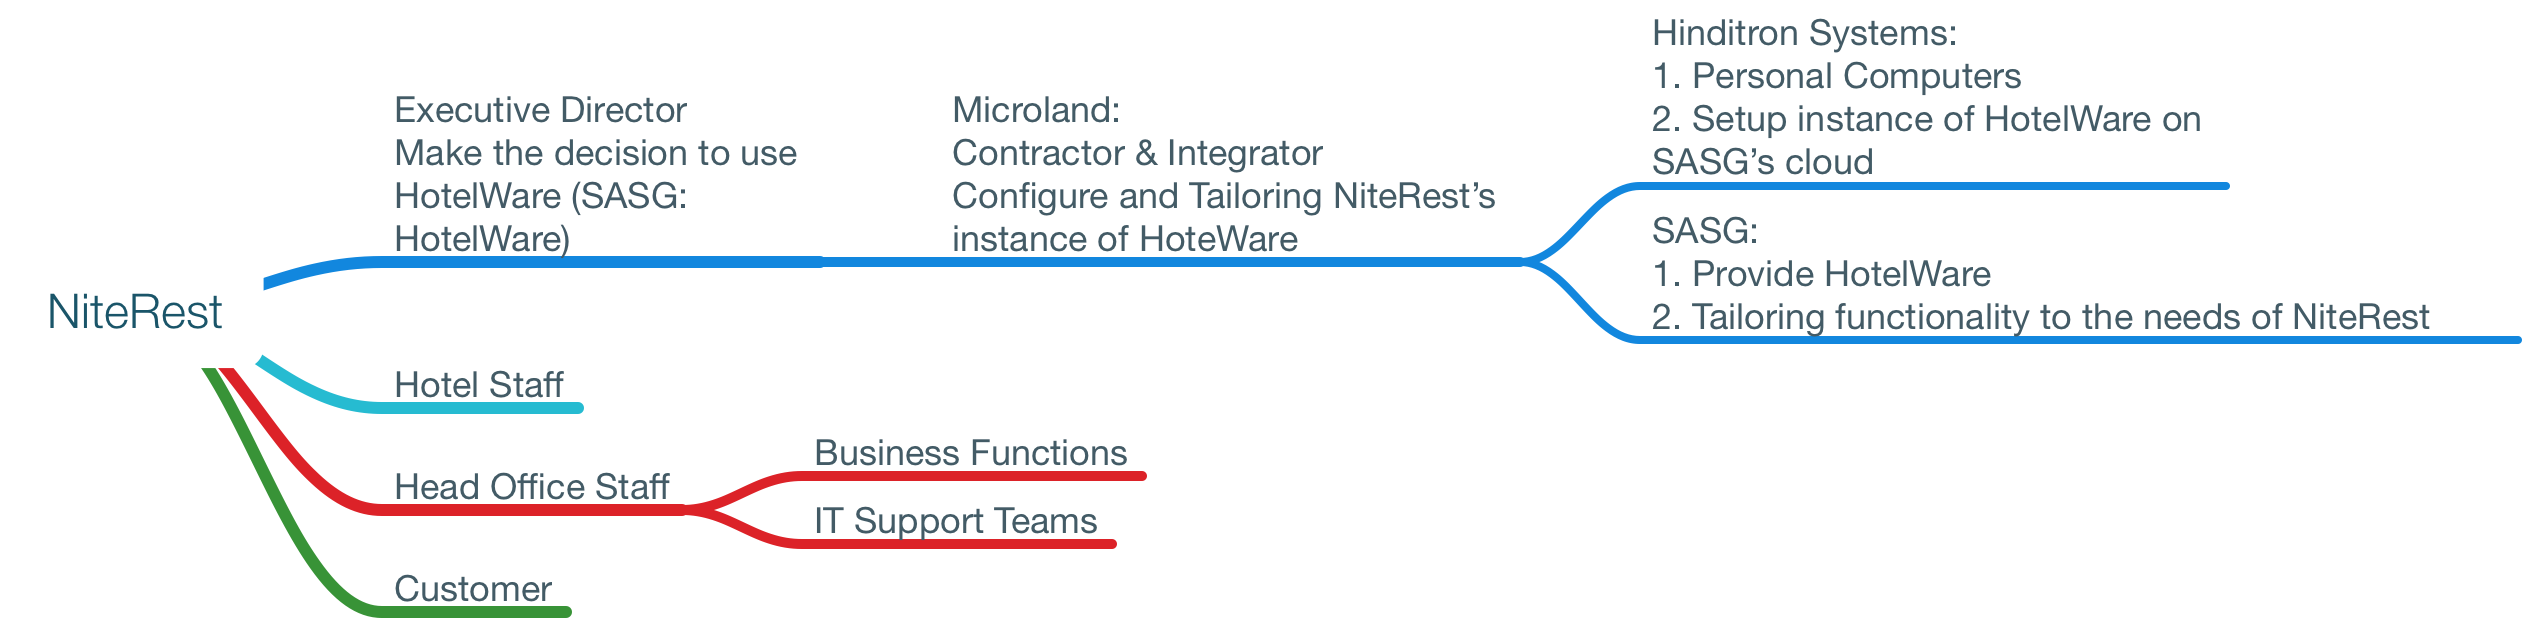 NiteRest
Executive Director
Make the decision to use
HotelWare (SASG:
HotelWare)
Microland:
Contractor & Integrator
Configure and Tailoring NiteRest’s
instance of HoteWare
Hinditron Systems:
1. Personal Computers
2. Setup instance of HotelWare on
SASG’s cloud
SASG:
1. Provide HotelWare
2. Tailoring functionality to the needs of NiteRest
Hotel Staff
Head Office Staff
Business Functions
IT Support Teams
Customer